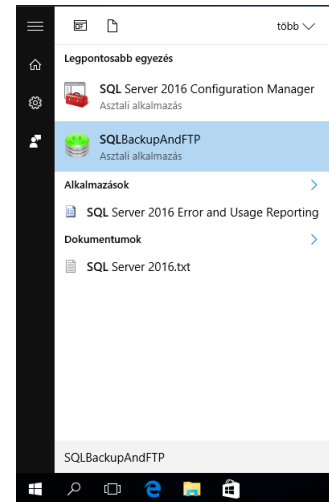 több
Legpontosabb egyezés
SQL Server 2016 Configuration Manager
Asztali alkalmazás
SQLBackupAndFTP
Asztali alkalmazás
Alkalmazások
SQL Server 2016 Error and Usage Reporting
Dokumentumok
SQL Server 2016.txt
SQLBackupAndFTP